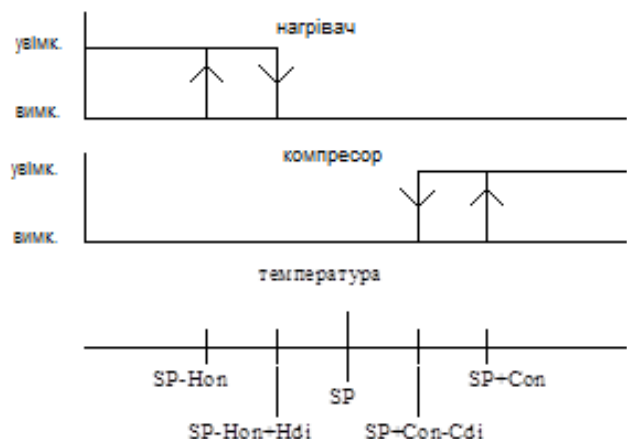 нагрівач
увімк.
вимк.
компресор
увімк.
вимк.
температура
SP-Hon
SP
SP+Con
SP-Hon+Hdi
SP+Con-Cdi